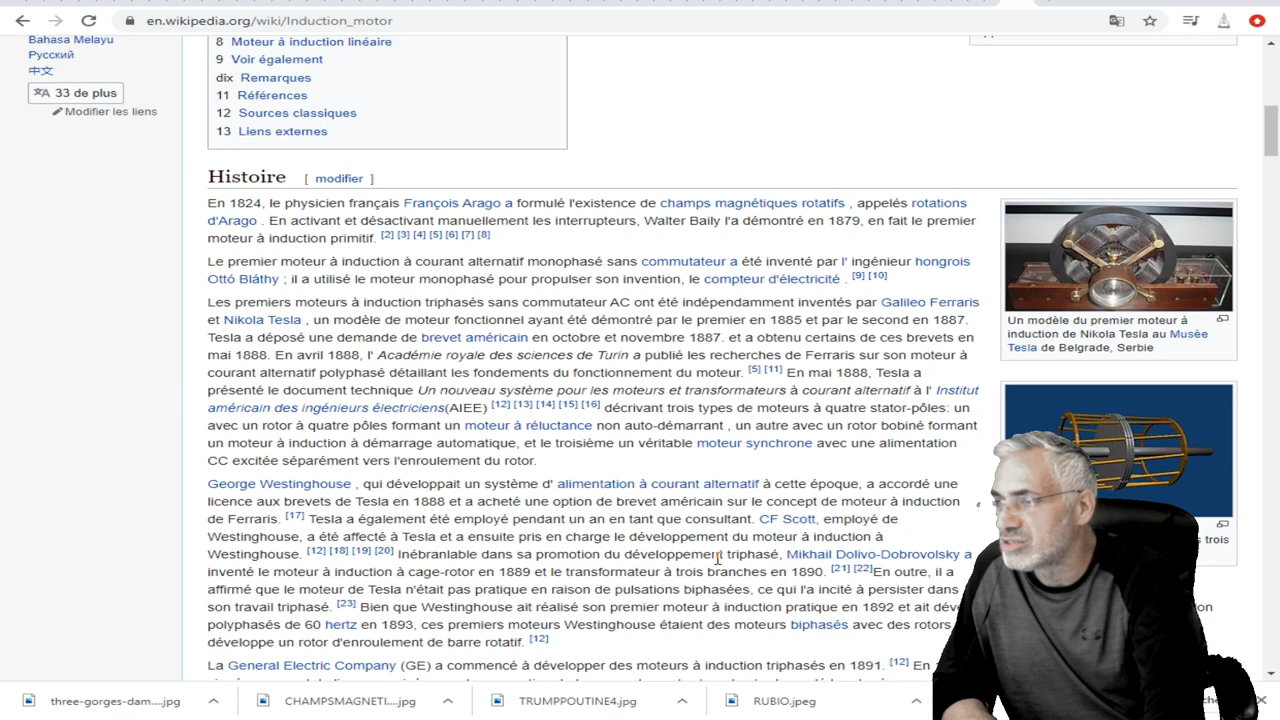 en.wikipedia.org/wiki/Induction_motor
Bahasa Melayu
Русский
中文
33 de plus
Modifier les liens
8 Moteur à induction linéaire
9 Voir également
dix Remarques
11 Références
12 Sources classiques
13 Liens externes
Histoire [ modifier ]
En 1824, le physicien français François Arago a formulé l'existence de champs magnétiques rotatifs , appelés rotations
d'Arago . En activant et désactivant manuellement les interrupteurs, Walter Baily l'a démontré en 1879, en fait le premier
moteur à induction primitif. [2] [3] [4] [5] [6] [7] [8]
Le premier moteur à induction à courant alternatif monophasé sans commutateur a été inventé par l' ingénieur hongrois
Ottó Bláthy ; il a utilisé le moteur monophasé pour propulser son invention, le compteur d'électricité . [9] [10]
Les premiers moteurs à induction triphasés sans commutateur AC ont été indépendamment inventés par Galileo Ferraris
et Nikola Tesla , un modèle de moteur fonctionnel ayant été démontré par le premier en 1885 et par le second en 1887.
Tesla a déposé une demande de brevet américain en octobre et novembre 1887. et a obtenu certains de ces brevets en
mai 1888. En avril 1888, l' Académie royale des sciences de Turin a publié les recherches de Ferraris sur son moteur à
courant alternatif polyphasé détaillant les fondements du fonctionnement du moteur. [5] [11] En mai 1888, Tesla a
présenté le document technique Un nouveau système pour les moteurs et transformateurs à courant alternatif à l' Institut
américain des ingénieurs électriciens(AIEE) [12] [13] [14] [15] [16] décrivant trois types de moteurs à quatre stator-pôles: un
avec un rotor à quatre pôles formant un moteur à réluctance non auto-démarrant , un autre avec un rotor bobiné formant
un moteur à induction à démarrage automatique, et le troisième un véritable moteur synchrone avec une alimentation
CC excitée séparément vers l'enroulement du rotor.
George Westinghouse , qui développait un système d' alimentation à courant alternatif à cette époque, a accordé une
licence aux brevets de Tesla en 1888 et a acheté une option de brevet américain sur le concept de moteur à induction
de Ferraris. [17] Tesla a également été employé pendant un an en tant que consultant. CF Scott, employé de
Westinghouse, a été affecté à Tesla et a ensuite pris en charge le développement du moteur à induction à
Westinghouse. [12] [18] [19] [20] Inébranlable dans sa promotion du développement triphasé, Mikhail Dolivo-Dobrovolsky a
inventé le moteur à induction à cage-rotor en 1889 et le transformateur à trois branches en 1890. [21] [22]En outre, il a
affirmé que le moteur de Tesla n'était pas pratique en raison de pulsations biphasées, ce qui l'a incité à persister dans
son travail triphasé. [23] Bien que Westinghouse ait réalisé son premier moteur à induction pratique en 1892 et ait déve
polyphasés de 60 hertz en 1893, ces premiers moteurs Westinghouse étaient des moteurs biphasés avec des rotors
développe un rotor d'enroulement de barre rotatif. [12]
La General Electric Company (GE) a commencé à développer des moteurs à induction triphasés en 1891. [12] En
Un modèle du premier moteur à
induction de Nikola Tesla au Musée
Tesla de Belgrade, Serbie
trois
three-gorges-dam....jpg
CHAMPSMAGNETI....jpg
TRUMPPOUTINE4.jpg
RUBIO.jpeg